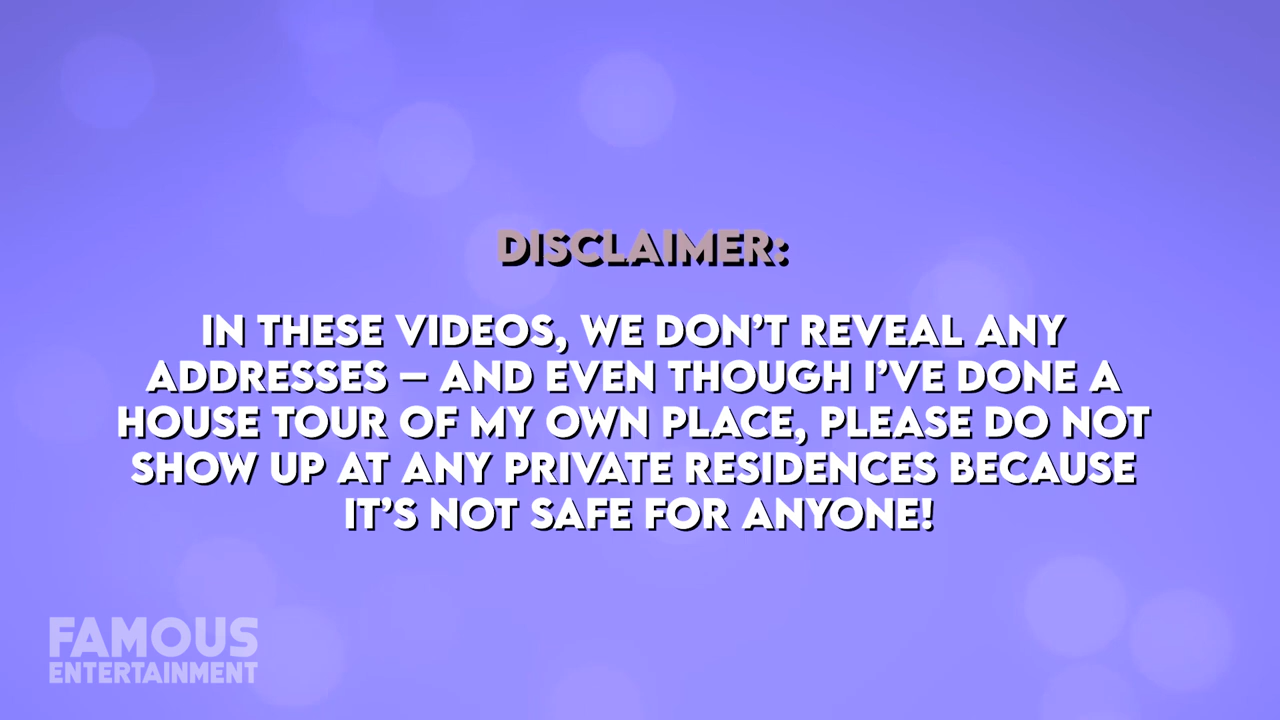 DISCLAIMER:
IN THESE VIDEOS, WE DON'T REVEAL ANY
ADDRESSES – AND EVEN THOUGH I'VE DONE A
HOUSE TOUR OF MY OWN PLACE, PLEASE DO NOT
SHOW UP AT ANY PRIVATE RESIDENCES BECAUSE
IT'S NOT SAFE FOR ANYONE!
FAMOUS
ENTERTAINMENT